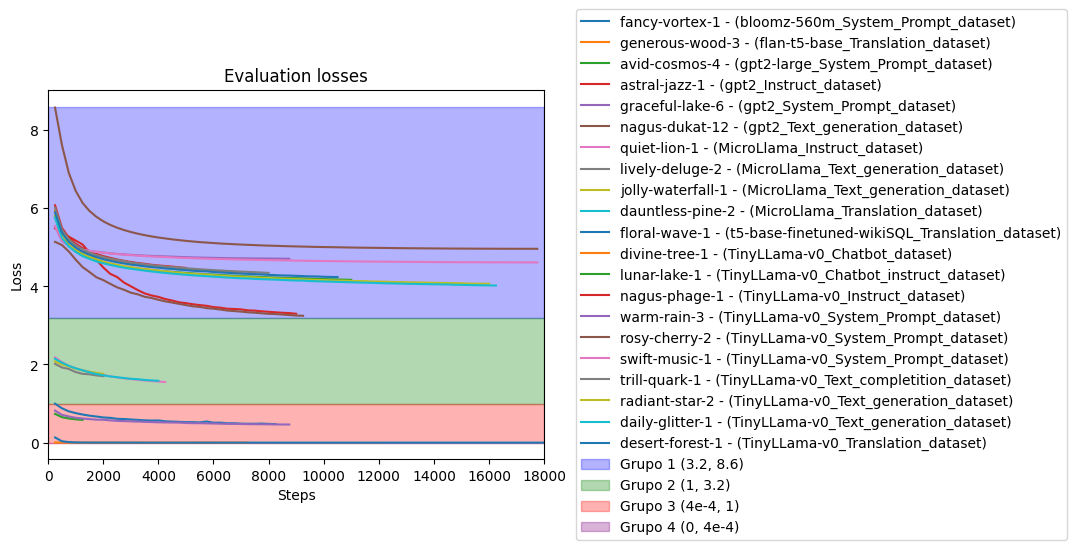 Evaluation losses
Loss
8
6
4
2
0
0 2000 4000 6000 8000 10000 12000 14000 16000
Steps
fancy-vortex-1 - (bloomz-560m_System_Prompt_dataset)
generous-wood-3 - (flan-t5-base_Translation_dataset)
avid-cosmos-4 - (gpt2-large_System_Prompt_dataset)
astral-jazz-1 - (gpt2_Instruct_dataset)
graceful-lake-6 - (gpt2_System_Prompt_dataset)
nagus-dukat-12 - (gpt2_Text_generation_dataset)
quiet-lion-1 - (MicroLlama_Instruct_dataset)
lively-deluge-2 - (MicroLlama_Text_generation_dataset)
jolly-waterfall-1 - (MicroLlama_Text_generation_dataset)
dauntless-pine-2 - (MicroLlama_Translation_dataset)
floral-wave-1 - (t5-base-finetuned-wikiSQL_Translation_dataset)
divine-tree-1 - (TinyLLama-v0_Chatbot_dataset)
lunar-lake-1 - (TinyLLama-v0_Chatbot_instruct_dataset)
nagus-phage-1 - (TinyLLama-v0_Instruct_dataset)
warm-rain-3 - (TinyLLama-v0_System_Prompt_dataset)
rosy-cherry-2 - (TinyLLama-v0_System_Prompt_dataset)
swift-music-1 - (TinyLLama-v0_System_Prompt_dataset)
trill-quark-1 - (TinyLLama-v0_Text_completition_dataset)
radiant-star-2 - (TinyLLama-v0_Text_generation_dataset)
daily-glitter-1 - (TinyLLama-v0_Text_generation_dataset)
desert-forest-1 - (TinyLLama-v0_Translation_dataset)
Grupo 1 (3.2, 8.6)
Grupo 2 (1, 3.2)
Grupo 3 (4e-4, 1)
Grupo 4 (0, 4e-4)